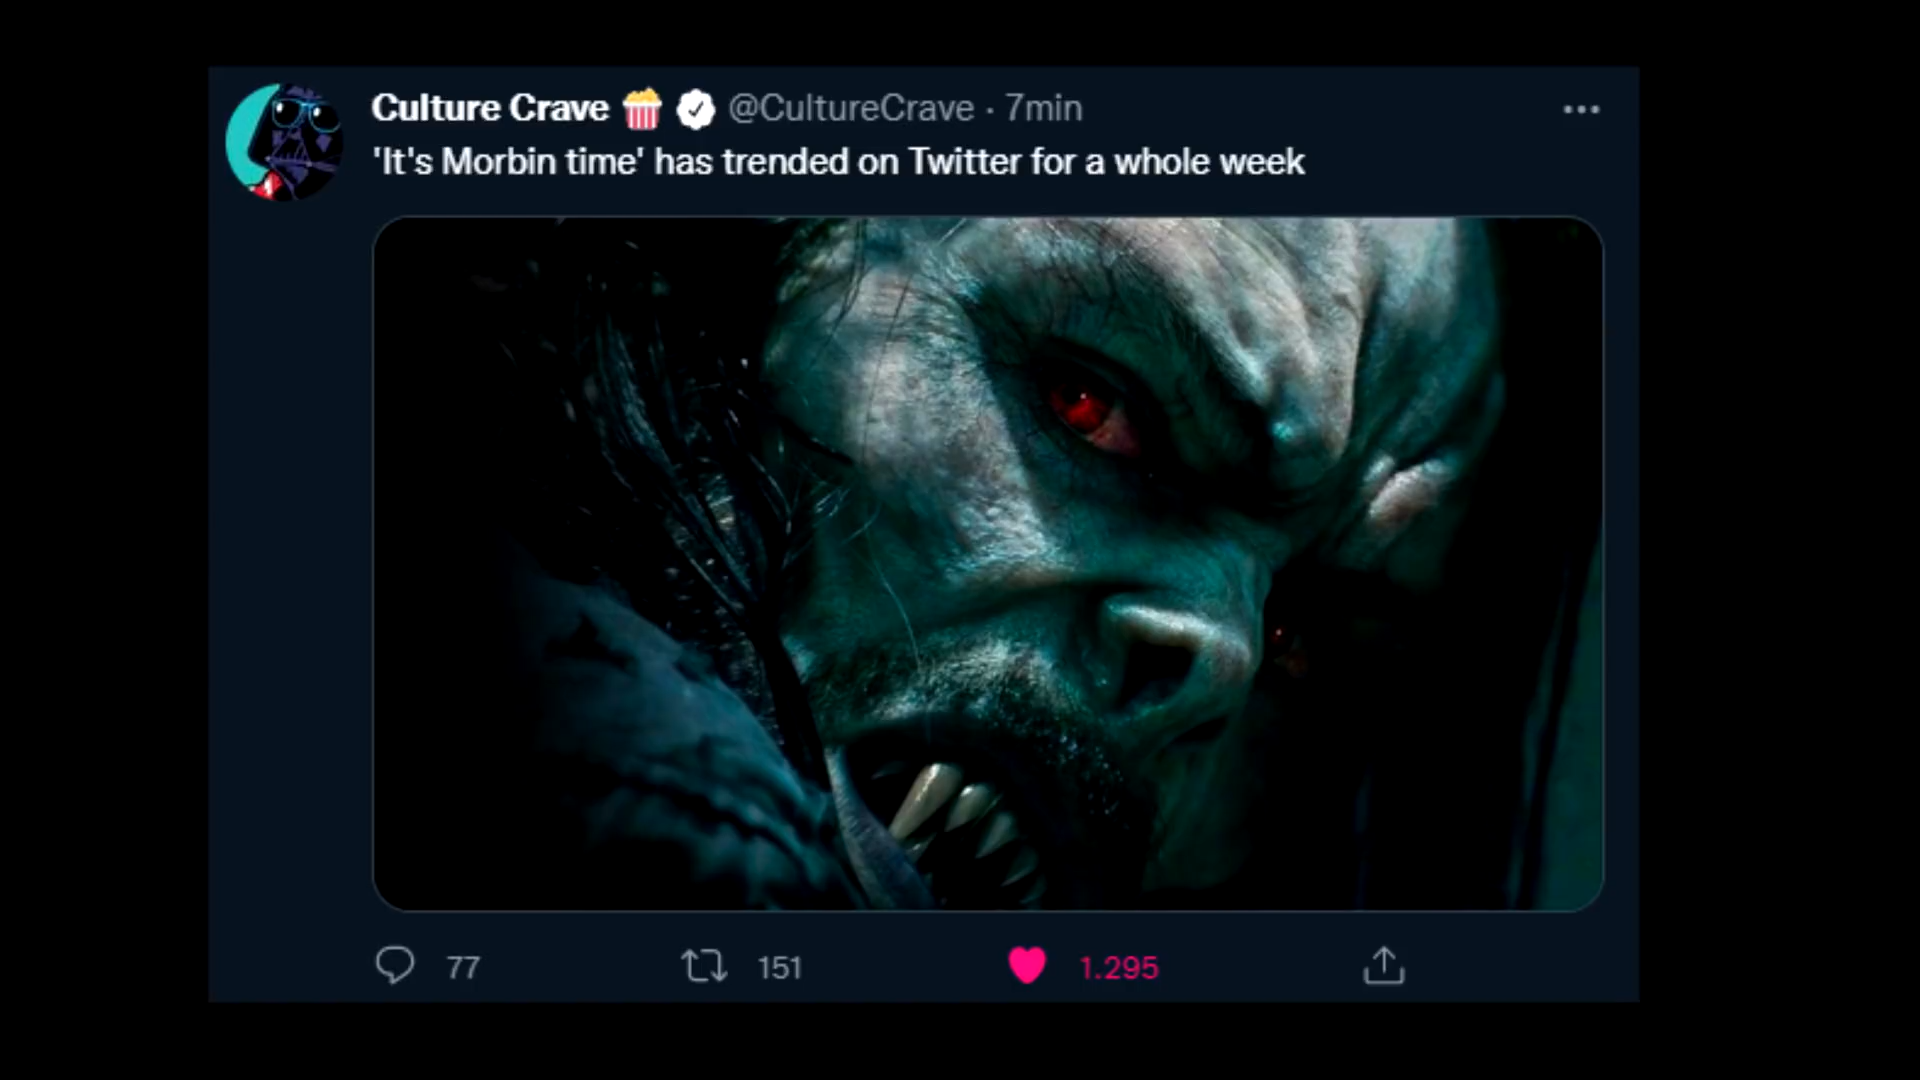 Culture Crave 🍿 @CultureCrave · 7min
'It's Morbin time' has trended on Twitter for a whole week
77 151 1.295